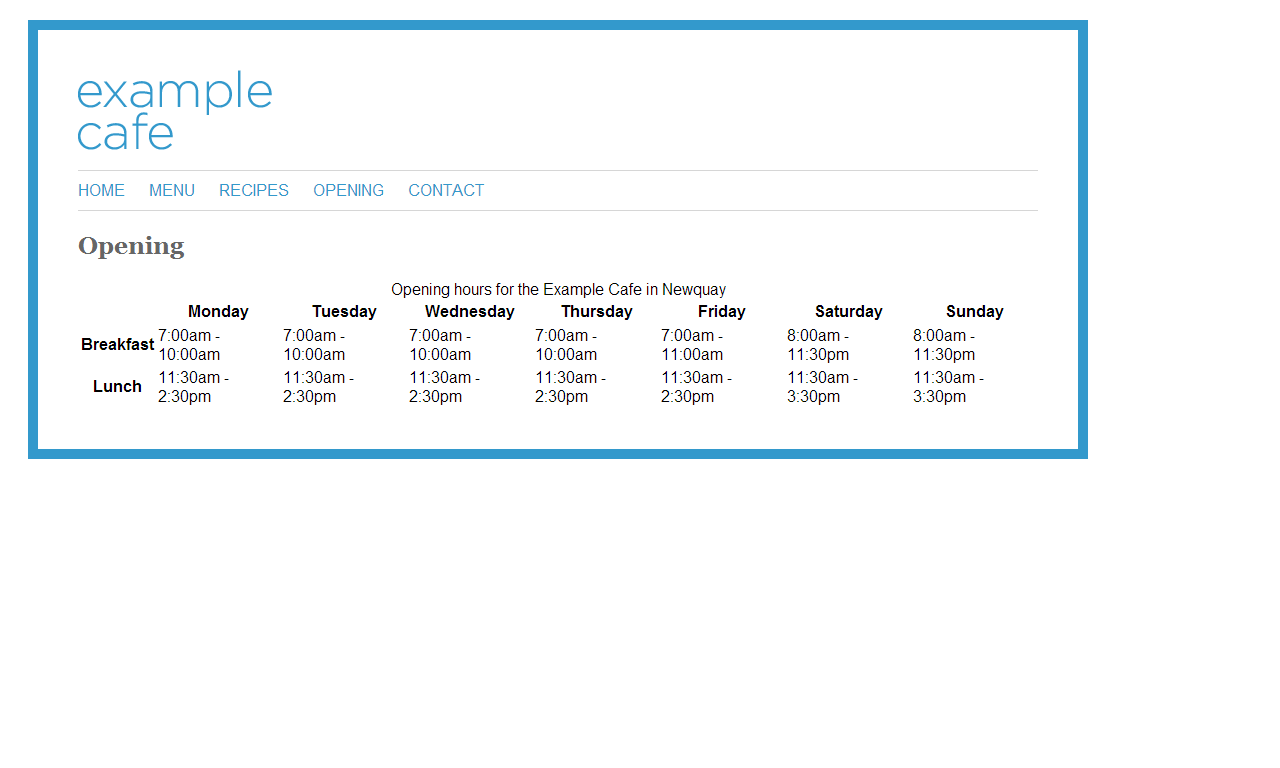 example
cafe
HOME MENU RECIPES OPENING CONTACT
Opening
Opening hours for the Example Cafe in Newquay
Monday Tuesday Wednesday Thursday Friday Saturday Sunday
Breakfast 7:00am - 10:00am 7:00am - 10:00am 7:00am - 10:00am 7:00am - 10:00am 7:00am - 11:00am 8:00am - 11:30pm 8:00am - 11:30pm
Lunch 11:30am - 2:30pm 11:30am - 2:30pm 11:30am - 2:30pm 11:30am - 2:30pm 11:30am - 2:30pm 11:30am - 3:30pm 11:30am - 3:30pm